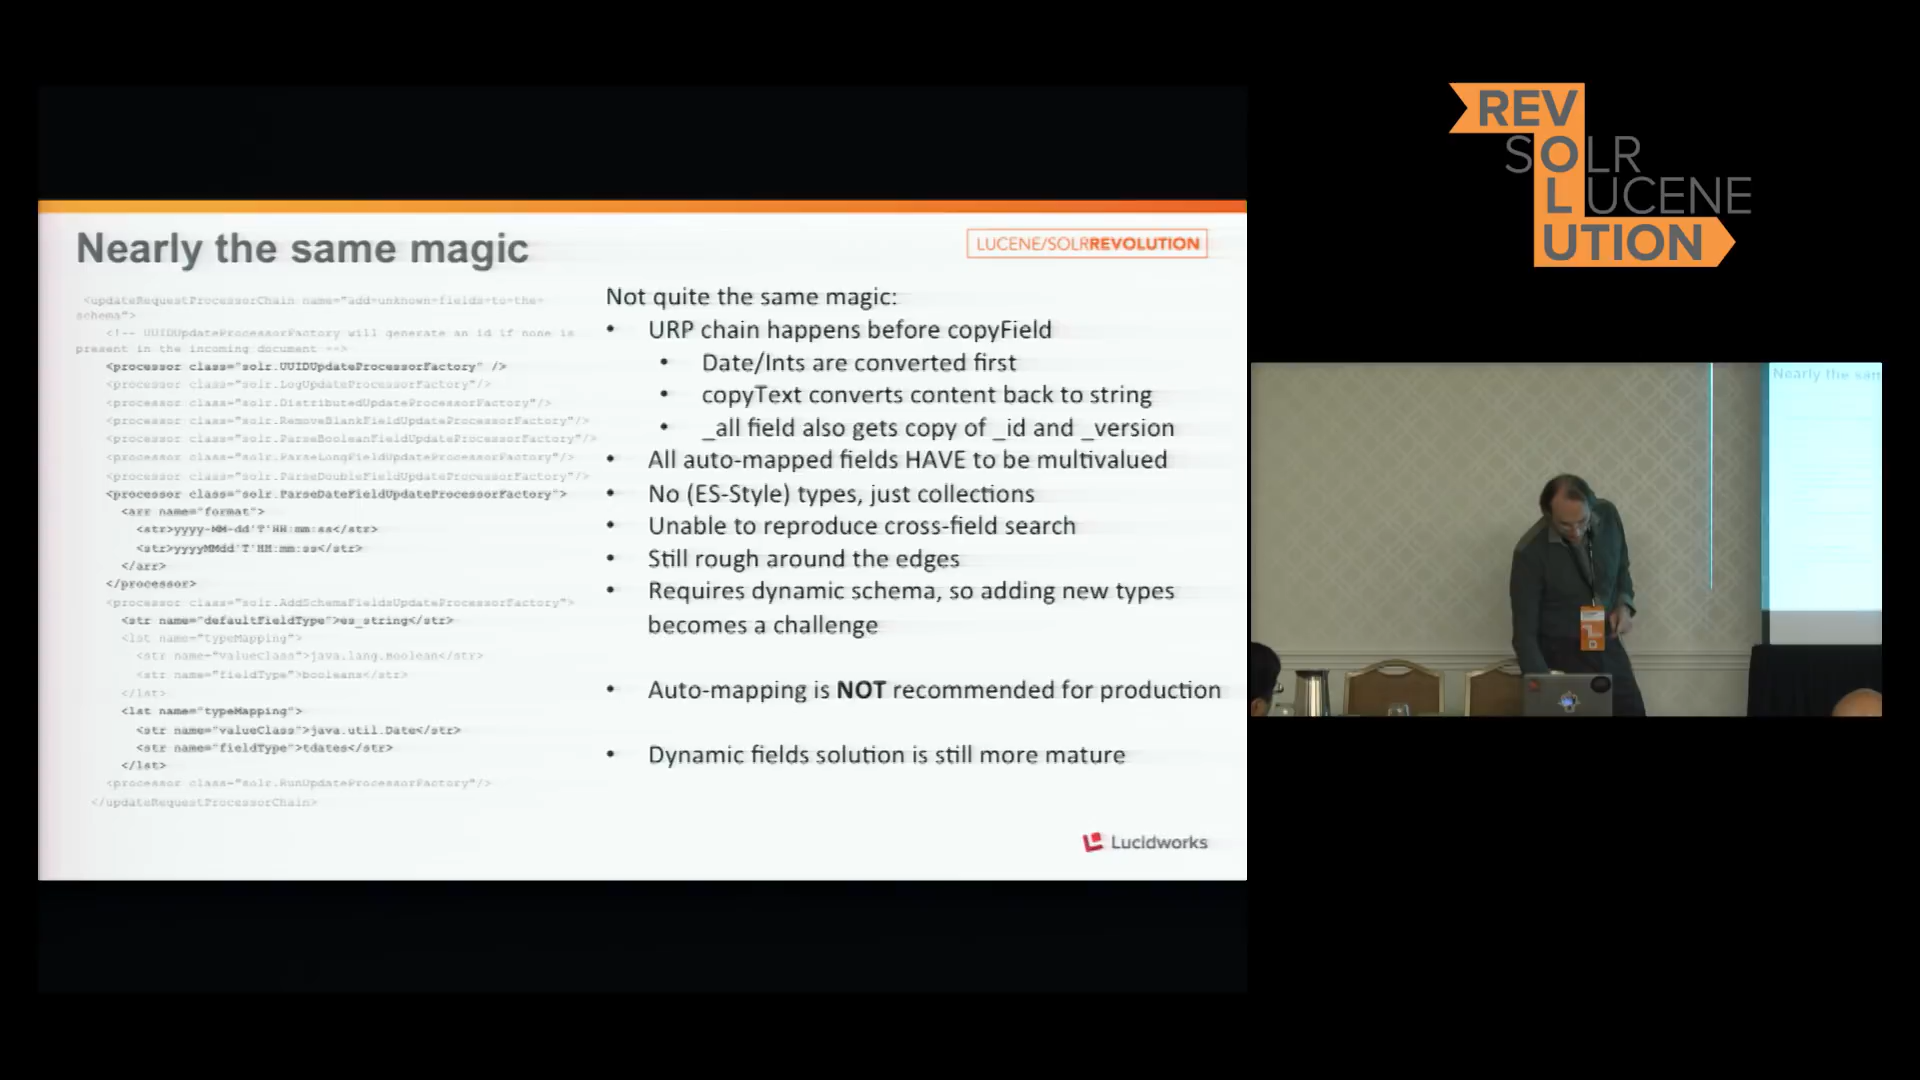 REV
SOLR
LUCENE
UTION
Nearly the same magic
LUCENE/SOLRREVOLUTION
<updateRequestProcessorChain name="add-unknown-fields-to-the-
schema">
<!-- UUIDUpdateProcessorFactory will generate an id if none is
present in the incoming document -->
<processor class="solr.UUIDUpdateProcessorFactory" />
<processor class="solr.LogUpdateProcessorFactory"/>
<processor class="solr.DistributedUpdateProcessorFactory"/>
<processor class="solr.RemoveBlankFieldUpdateProcessorFactory"/>
<processor class="solr.ParseBooleanFieldUpdateProcessorFactory"/>
<processor class="solr.ParseLongFieldUpdateProcessorFactory"/>
<processor class="solr.ParseDoubleFieldUpdateProcessorFactory"/>
<processor class="solr.ParseDateFieldUpdateProcessorFactory">
<arr name="format">
<str>yyyy-MM-dd'T'HH:mm:ss</str>
<str>yyyyMMdd'T'HH:mm:ss</str>
</arr>
</processor>
<processor class="solr.AddSchemaFieldsUpdateProcessorFactory">
<str name="defaultFieldType">es_string</str>
<lst name="typeMapping">
<str name="valueClass">java.lang.Boolean</str>
<str name="fieldType">booleans</str>
</lst>
<lst name="typeMapping">
<str name="valueClass">java.util.Date</str>
<str name="fieldType">tdates</str>
</lst>
<processor class="solr.RunUpdateProcessorFactory"/>
</updateRequestProcessorChain>
Not quite the same magic:
• URP chain happens before copyField
• Date/Ints are converted first
• copyText converts content back to string
• _all field also gets copy of _id and _version
• All auto-mapped fields HAVE to be multivalued
• No (ES-Style) types, just collections
• Unable to reproduce cross-field search
• Still rough around the edges
• Requires dynamic schema, so adding new types
becomes a challenge
• Auto-mapping is NOT recommended for production
• Dynamic fields solution is still more mature
Lucidworks
Nearly the sam